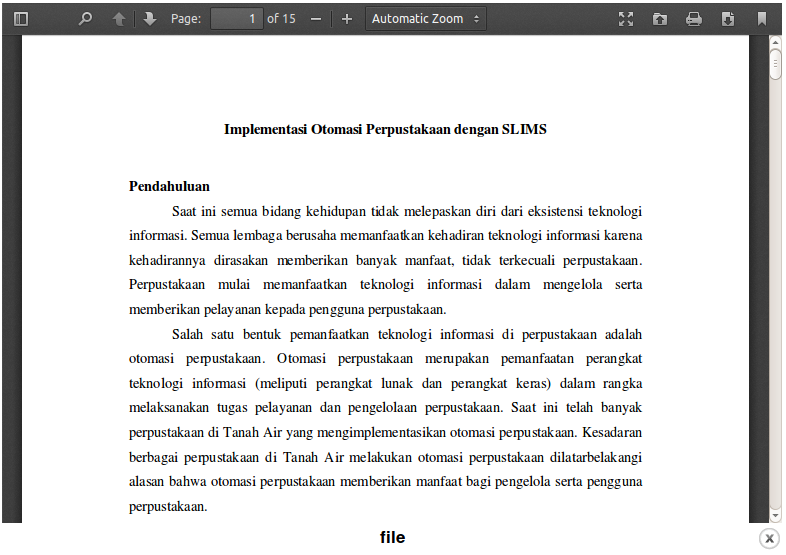 Page: 1 of 15 Automatic Zoom
Implementasi Otomasi Perpustakaan dengan SLIMS
Pendahuluan
Saat ini semua bidang kehidupan tidak melepaskan diri dari eksistensi teknologi
informasi. Semua lembaga berusaha memanfaatkan kehadiran teknologi informasi karena
kehadirannya dirasakan memberikan banyak manfaat, tidak terkecuali perpustakaan.
Perpustakaan mulai memanfaatkan teknologi informasi dalam mengelola serta
memberikan pelayanan kepada pengguna perpustakaan.
Salah satu bentuk pemanfaatkan teknologi informasi di perpustakaan adalah
otomasi perpustakaan. Otomasi perpustakaan merupakan pemanfaatan perangkat
teknologi informasi (meliputi perangkat lunak dan perangkat keras) dalam rangka
melaksanakan tugas pelayanan dan pengelolaan perpustakaan. Saat ini telah banyak
perpustakaan di Tanah Air yang mengimplementasikan otomasi perpustakaan. Kesadaran
berbagai perpustakaan di Tanah Air melakukan otomasi perpustakaan dilatarbelakangi
alasan bahwa otomasi perpustakaan memberikan manfaat bagi pengelola serta pengguna
perpustakaan.
file